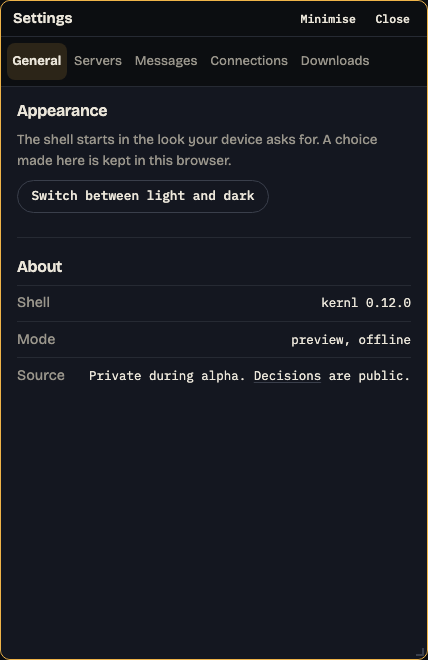 Settings Minimise Close
General Servers Messages Connections Downloads
Appearance
The shell starts in the look your device asks for. A choice
made here is kept in this browser.
Switch between light and dark
About
Shell kernl 0.12.0
Mode preview, offline
Source Private during alpha. Decisions are public.